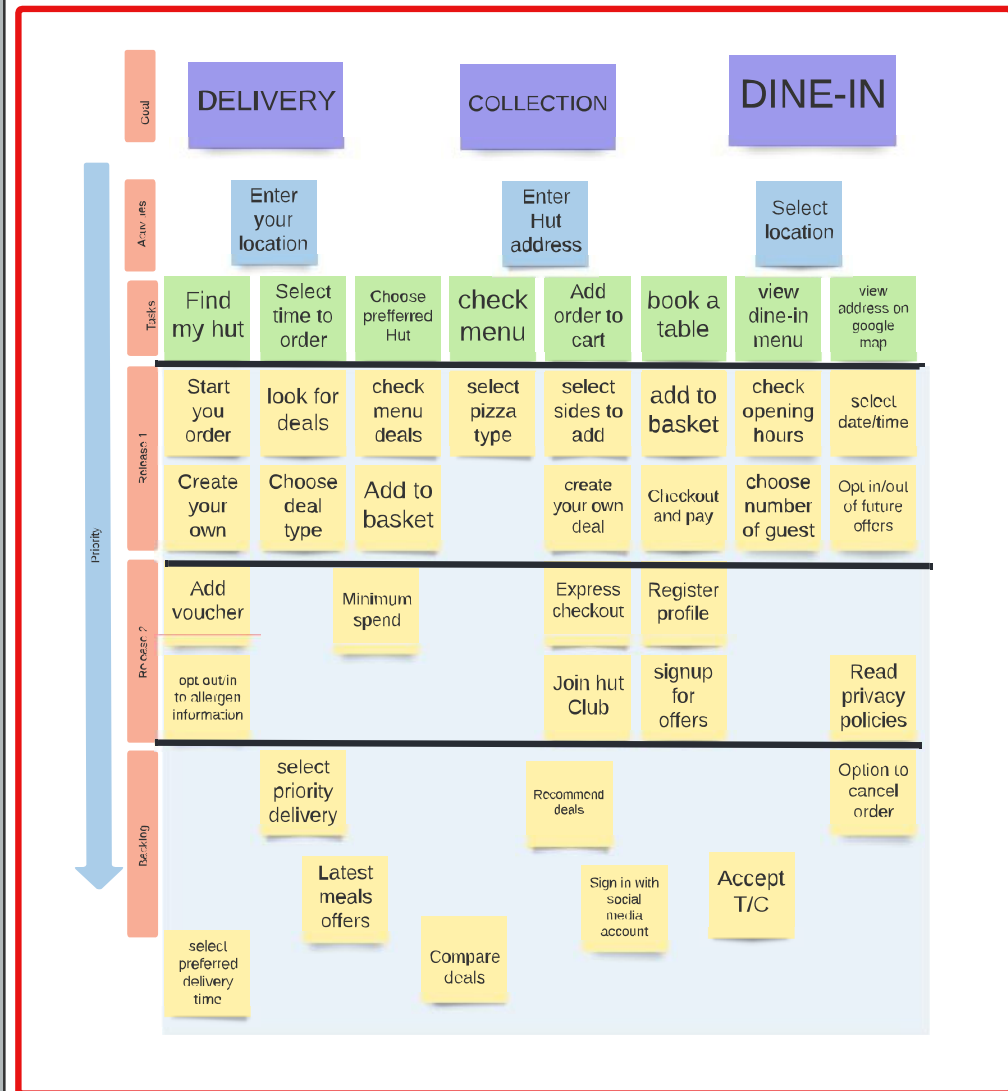 Goal
DELIVERY
COLLECTION
DINE-IN
Activities
Enter
your
location
Enter
Hut
address
Select
location
Tasks
Find
my hut
Select
time to
order
Choose
prefferred
Hut
check
menu
Add
order to
cart
book a
table
view
dine-in
menu
view
address on
google
map
Priority
Release 1
Start
you
order
look for
deals
check
menu
deals
select
pizza
type
select
sides to
add
add to
basket
check
opening
hours
select
date/time
Create
your
own
Choose
deal
type
Add to
basket
create
your own
deal
Checkout
and pay
choose
number
of guest
Opt in/out
of future
offers
Release 2
Add
voucher
Minimum
spend
Express
checkout
Register
profile
opt out/in
to allergen
information
Join hut
Club
signup
for
offers
Read
privacy
policies
Backlog
select
priority
delivery
Recommend
deals
Option to
cancel
order
Latest
meals
offers
Sign in with
social
media
account
Accept
T/C
Compare
deals
select
preferred
delivery
time